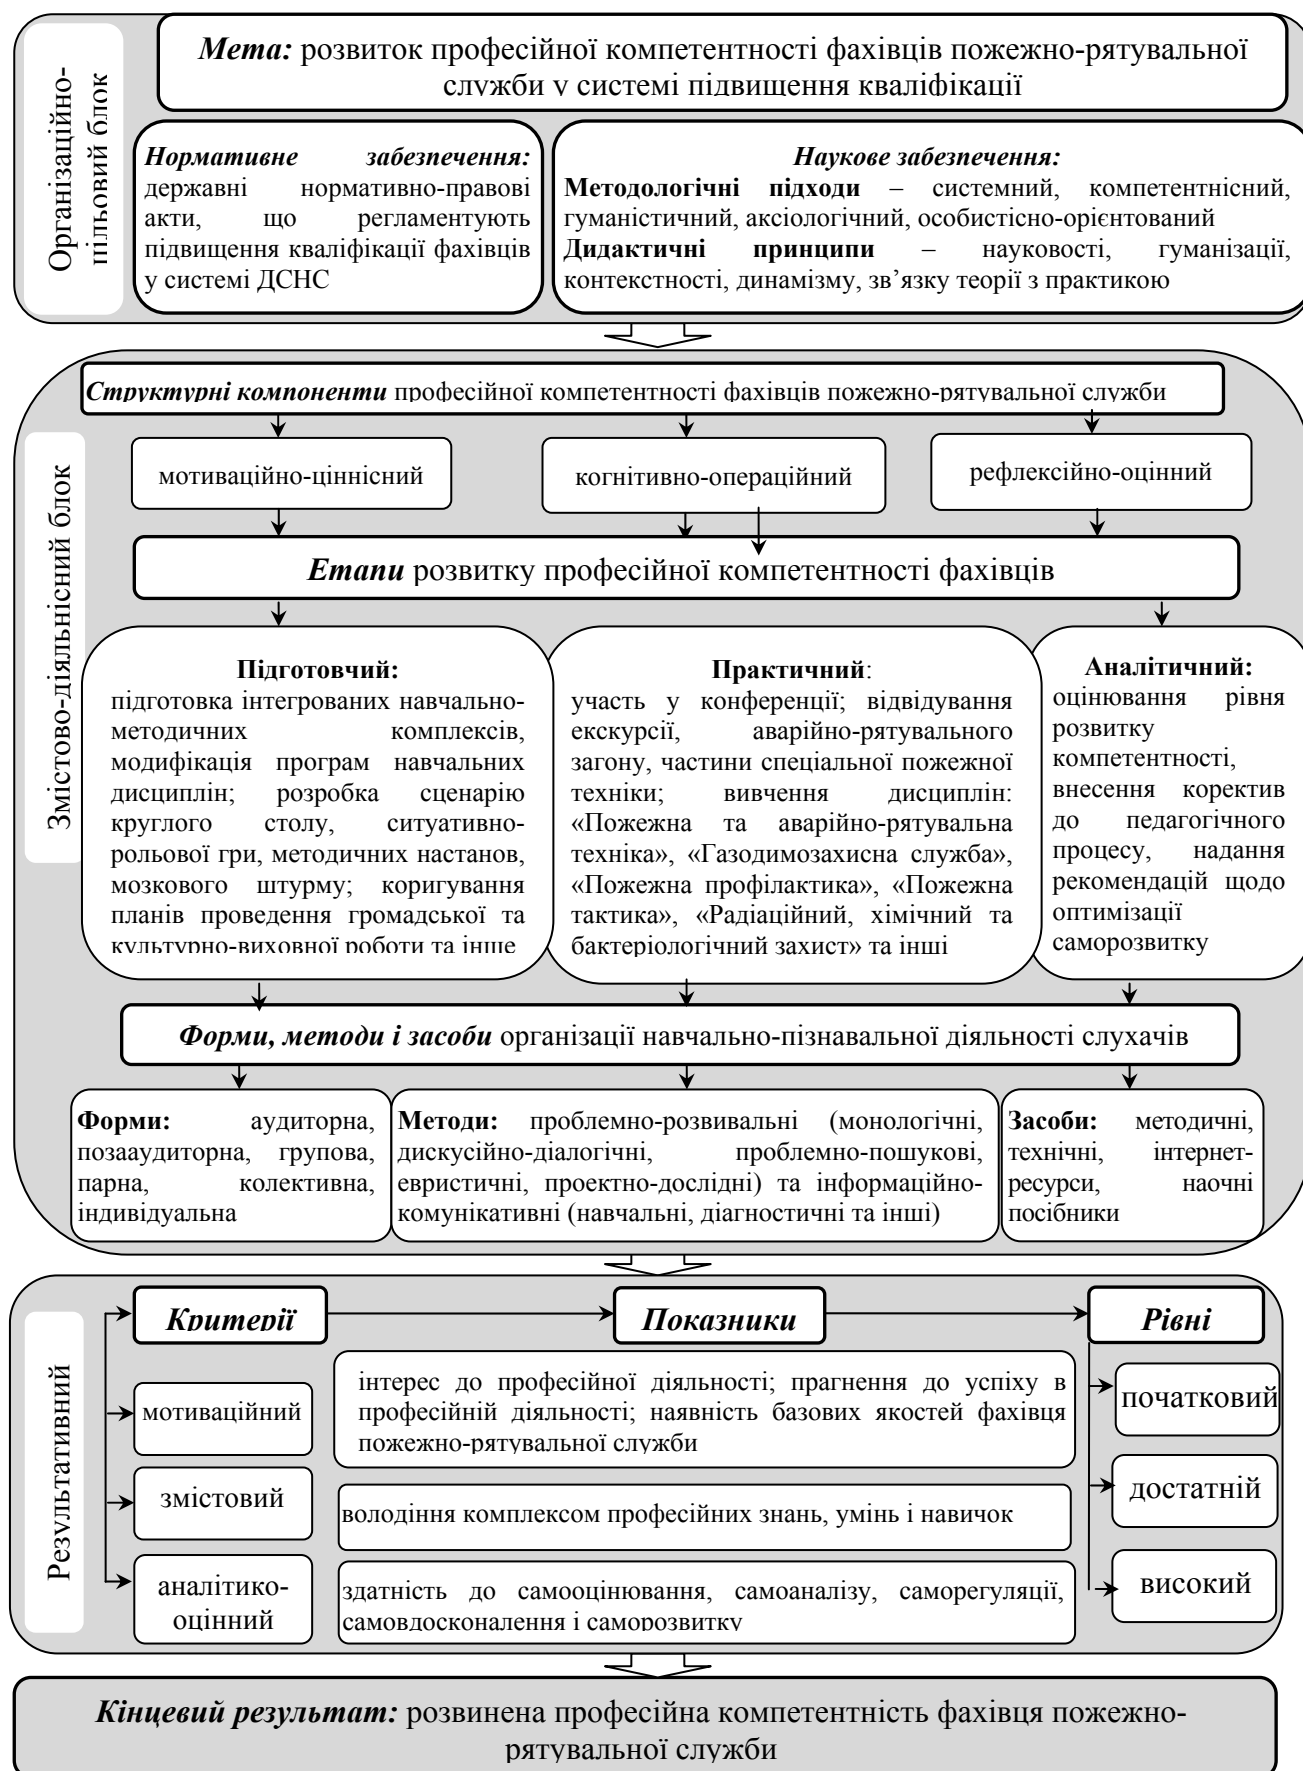 Організаційно-
цільовий блок
Мета: розвиток професійної компетентності фахівців пожежно-рятувальної
служби у системі підвищення кваліфікації
Нормативне забезпечення:
державні нормативно-правові
акти, що регламентують
підвищення кваліфікації фахівців
у системі ДСНС
Наукове забезпечення:
Методологічні підходи – системний, компетентнісний,
гуманістичний, аксіологічний, особистісно-орієнтований
Дидактичні принципи – науковості, гуманізації,
контекстності, динамізму, зв’язку теорії з практикою
Змістово-діяльнісний блок
Структурні компоненти професійної компетентності фахівців пожежно-рятувальної служби
мотиваційно-ціннісний
когнітивно-операційний
рефлексійно-оцінний
Етапи розвитку професійної компетентності фахівців
Підготовчий:
підготовка інтегрованих навчально-
методичних комплексів,
модифікація програм навчальних
дисциплін; розробка сценарію
круглого столу, ситуативно-
рольової гри, методичних настанов,
мозкового штурму; коригування
планів проведення громадської та
культурно-виховної роботи та інше
Практичний:
участь у конференції; відвідування
екскурсії, аварійно-рятувального
загону, частини спеціальної пожежної
техніки; вивчення дисциплін:
«Пожежна та аварійно-рятувальна
техніка», «Газодимозахисна служба»,
«Пожежна профілактика», «Пожежна
тактика», «Радіаційний, хімічний та
бактеріологічний захист» та інші
Аналітичний:
оцінювання рівня
розвитку
компетентності,
внесення коректив
до педагогічного
процесу, надання
рекомендацій щодо
оптимізації
саморозвитку
Форми, методи і засоби організації навчально-пізнавальної діяльності слухачів
Форми: аудиторна,
позааудиторна, групова,
парна, колективна,
індивідуальна
Методи: проблемно-розвивальні (монологічні,
дискусійно-діалогічні, проблемно-пошукові,
евристичні, проектно-дослідні) та інформаційно-
комунікативні (навчальні, діагностичні та інші)
Засоби: методичні,
технічні, інтернет-
ресурси, наочні
посібники
Результативний
Критерії
Показники
Рівні
мотиваційний
інтерес до професійної діяльності; прагнення до успіху в
професійній діяльності; наявність базових якостей фахівця
пожежно-рятувальної служби
початковий
змістовий
володіння комплексом професійних знань, умінь і навичок
достатній
аналітико-
оцінний
здатність до самооцінювання, самоаналізу, саморегуляції,
самовдосконалення і саморозвитку
високий
Кінцевий результат: розвинена професійна компетентність фахівця пожежно-
рятувальної служби